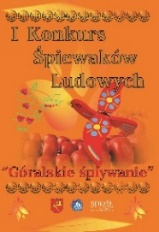 I Konkurs
Śpiewaków
Ludowych
"Góralskie śpiywanie"